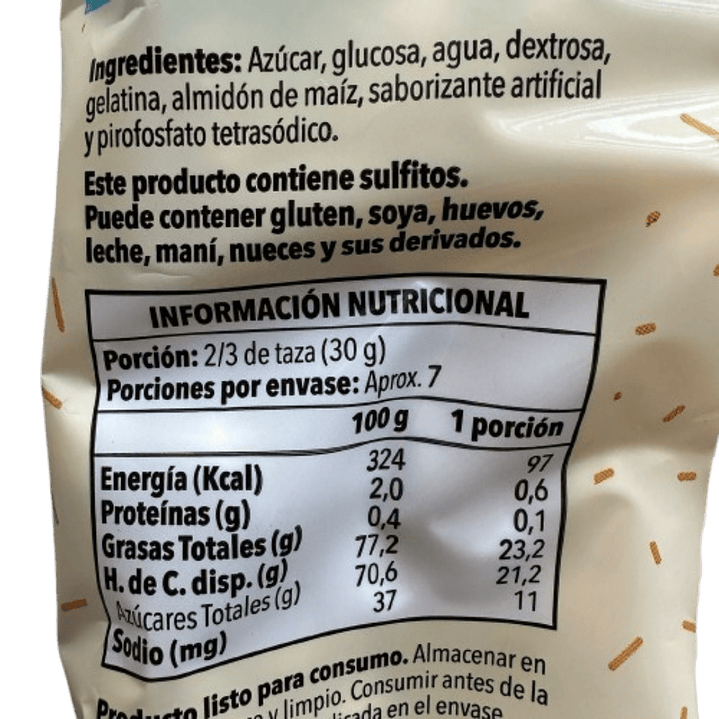 Ingredientes: Azúcar, glucosa, agua, dextrosa,
gelatina, almidón de maíz, saborizante artificial
y pirofosfato tetrasódico.
Este producto contiene sulfitos.
Puede contener gluten, soya, huevos,
leche, maní, nueces y sus derivados.
INFORMACIÓN NUTRICIONAL
Porción: 2/3 de taza (30 g)
Porciones por envase: Aprox. 7
100 g 1 porción
Energía (Kcal) 324 97
Proteínas (g) 2,0 0,6
Grasas Totales (g) 0,4 0,1
H. de C. disp. (g) 77,2 23,2
Azúcares Totales (g) 70,6 21,2
Sodio (mg) 37 11
Producto listo para consumo. Almacenar en
y limpio. Consumir antes de la
en el envase